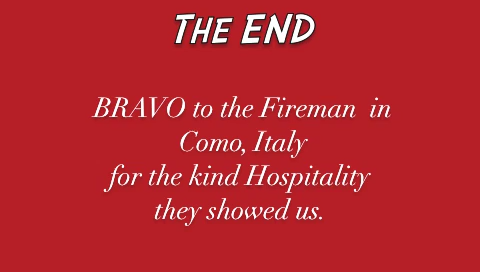 THE END
BRAVO to the Fireman in
Como, Italy
for the kind Hospitality
they showed us.